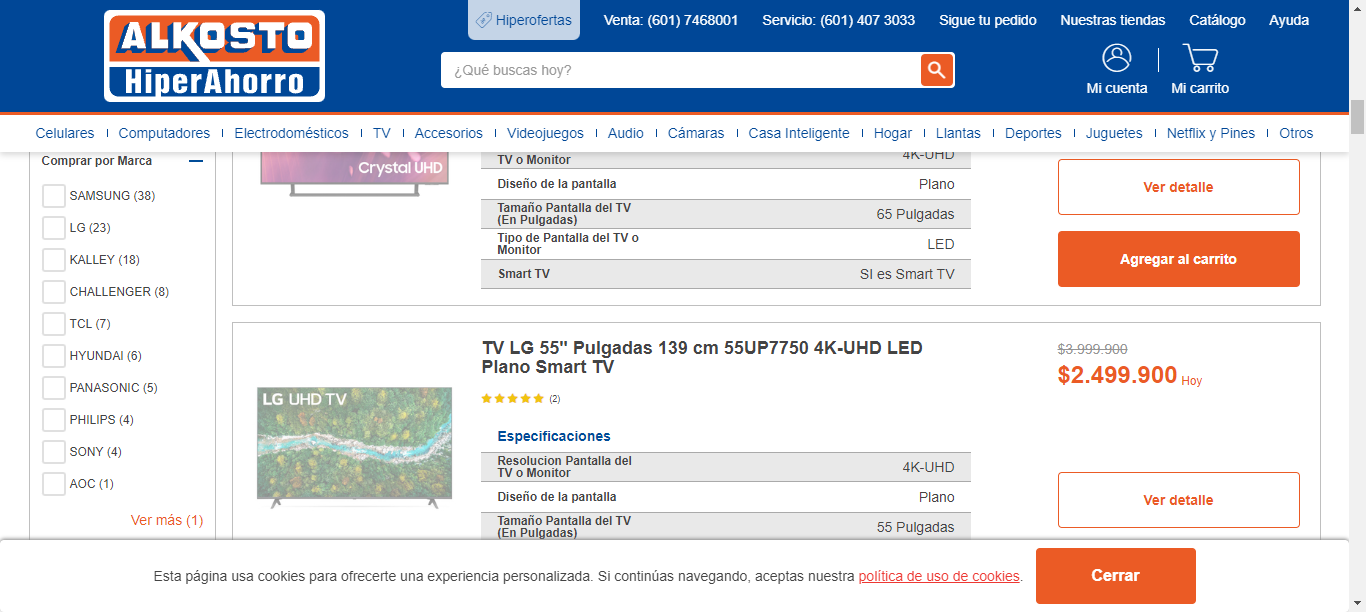 ALKOSTO
HiperAhorro
Hiperofertas
Venta: (601) 7468001
Servicio: (601) 407 3033
Sigue tu pedido
Nuestras tiendas
Catálogo
Ayuda
¿Qué buscas hoy?
Mi cuenta
Mi carrito
Celulares
Computadores
Electrodomésticos
TV
Accesorios
Videojuegos
Audio
Cámaras
Casa Inteligente
Hogar
Llantas
Deportes
Juguetes
Netflix y Pines
Otros
Comprar por Marca
SAMSUNG (38)
LG (23)
KALLEY (18)
CHALLENGER (8)
TCL (7)
HYUNDAI (6)
PANASONIC (5)
PHILIPS (4)
SONY (4)
AOC (1)
Ver más (1)
Crystal UHD
TV o Monitor
4K-UHD
Diseño de la pantalla
Plano
Tamaño Pantalla del TV
(En Pulgadas)
65 Pulgadas
Tipo de Pantalla del TV o
Monitor
LED
Smart TV
SI es Smart TV
Ver detalle
Agregar al carrito
LG UHD TV
TV LG 55" Pulgadas 139 cm 55UP7750 4K-UHD LED
Plano Smart TV
(2)
Especificaciones
Resolucion Pantalla del
TV o Monitor
4K-UHD
Diseño de la pantalla
Plano
Tamaño Pantalla del TV
(En Pulgadas)
55 Pulgadas
$3.999.900
$2.499.900 Hoy
Ver detalle
Esta página usa cookies para ofrecerte una experiencia personalizada. Si continúas navegando, aceptas nuestra política de uso de cookies.
Cerrar